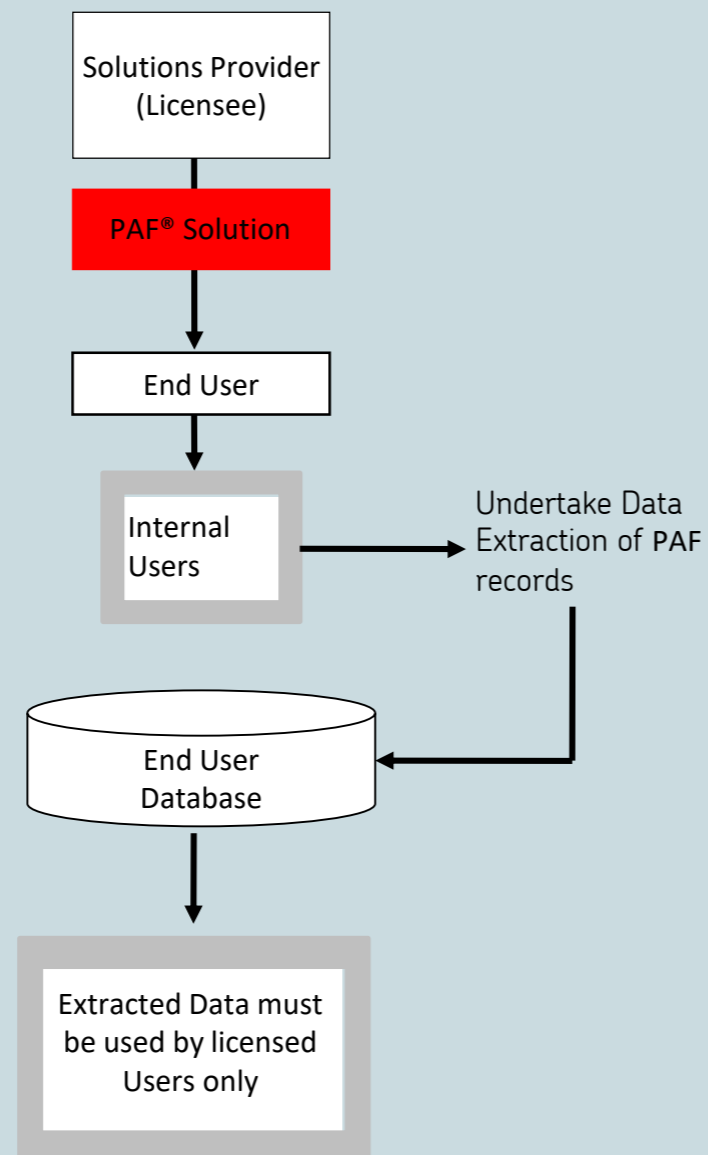 Solutions Provider
(Licensee)
PAF® Solution
End User
Internal
Users
Undertake Data
Extraction of PAF
records
End User
Database
Extracted Data must
be used by licensed
Users only